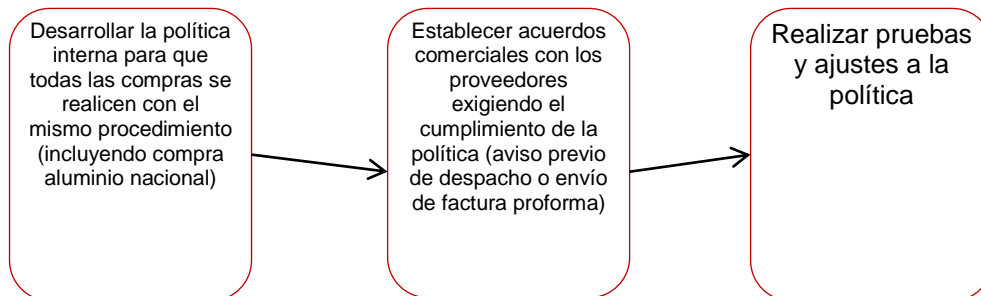 Desarrollar la política
interna para que
todas las compras se
realicen con el
mismo procedimiento
(incluyendo compra
aluminio nacional)
Establecer acuerdos
comerciales con los
proveedores
exigiendo el
cumplimiento de la
política (aviso previo
de despacho o envío
de factura proforma)
Realizar pruebas
y ajustes a la
política